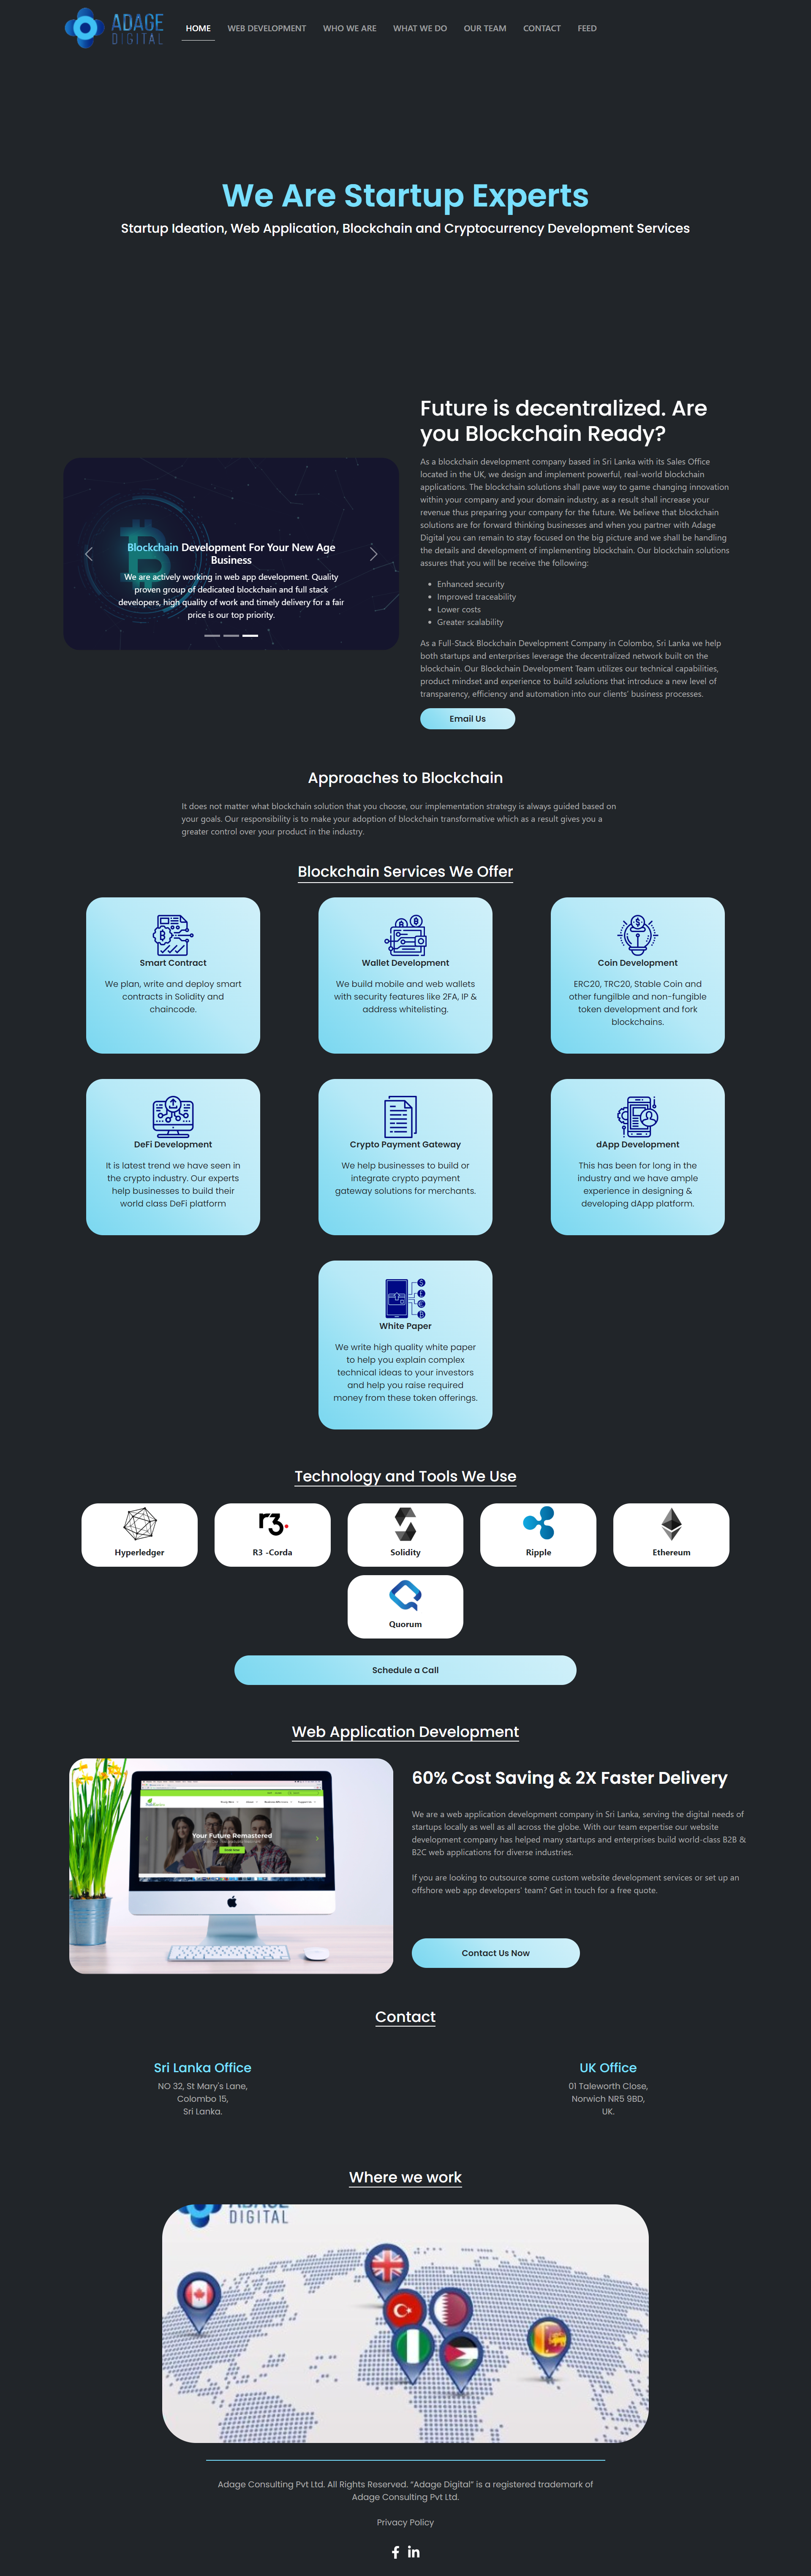 ADAGE
DIGITAL
HOME WEB DEVELOPMENT WHO WE ARE WHAT WE DO OUR TEAM CONTACT FEED
We Are Startup Experts
Startup Ideation, Web Application, Blockchain and Cryptocurrency Development Services
Blockchain Development For Your New Age
Business
We are actively working in web app development. Quality
proven group of dedicated blockchain and full stack
developers, high quality of work and timely delivery for a fair
price is our top priority.
Future is decentralized. Are
you Blockchain Ready?
As a blockchain development company based in Sri Lanka with its Sales Office
located in the UK, we design and implement powerful, real-world blockchain
applications. The blockchain solutions shall pave way to game changing innovation
within your company and your domain industry, as a result shall increase your
revenue thus preparing your company for the future. We believe that blockchain
solutions are for forward thinking businesses and when you partner with Adage
Digital you can remain to stay focused on the big picture and we shall be handling
the details and development of implementing blockchain. Our blockchain solutions
assures that you will be receive the following:
• Enhanced security
• Improved traceability
• Lower costs
• Greater scalability
As a Full-Stack Blockchain Development Company in Colombo, Sri Lanka we help
both startups and enterprises leverage the decentralized network built on the
blockchain. Our Blockchain Development Team utilizes our technical capabilities,
product mindset and experience to build solutions that introduce a new level of
transparency, efficiency and automation into our clients' business processes.
Email Us
Approaches to Blockchain
It does not matter what blockchain solution that you choose, our implementation strategy is always guided based on
your goals. Our responsibility is to make your adoption of blockchain transformative which as a result gives you a
greater control over your product in the industry.
Blockchain Services We Offer
Smart Contract
We plan, write and deploy smart
contracts in Solidity and
chaincode.
Wallet Development
We build mobile and web wallets
with security features like 2FA, IP &
address whitelisting.
Coin Development
ERC20, TRC20, Stable Coin and
other fungilble and non-fungible
token development and fork
blockchains.
DeFi Development
It is latest trend we have seen in
the crypto industry. Our experts
help businesses to build their
world class DeFi platform
Crypto Payment Gateway
We help businesses to build or
integrate crypto payment
gateway solutions for merchants.
dApp Development
This has been for long in the
industry and we have ample
experience in designing &
developing dApp platform.
White Paper
We write high quality white paper
to help you explain complex
technical ideas to your investors
and help you raise required
money from these token offerings.
Technology and Tools We Use
Hyperledger
r3.
R3 -Corda
Solidity
Ripple
Ethereum
Quorum
Schedule a Call
Web Application Development
Your Future Remastered
60% Cost Saving & 2X Faster Delivery
We are a web application development company in Sri Lanka, serving the digital needs of
startups locally as well as all across the globe. With our team expertise our website
development company has helped many startups and enterprises build world-class B2B &
B2C web applications for diverse industries.
If you are looking to outsource some custom website development services or set up an
offshore web app developers' team? Get in touch for a free quote.
Contact Us Now
Contact
Sri Lanka Office
NO 32, St Mary's Lane,
Colombo 15,
Sri Lanka.
UK Office
01 Taleworth Close,
Norwich NR5 9BD,
UK.
Where we work
ADAGE
DIGITAL
Adage Consulting Pvt Ltd. All Rights Reserved. "Adage Digital" is a registered trademark of
Adage Consulting Pvt Ltd.
Privacy Policy